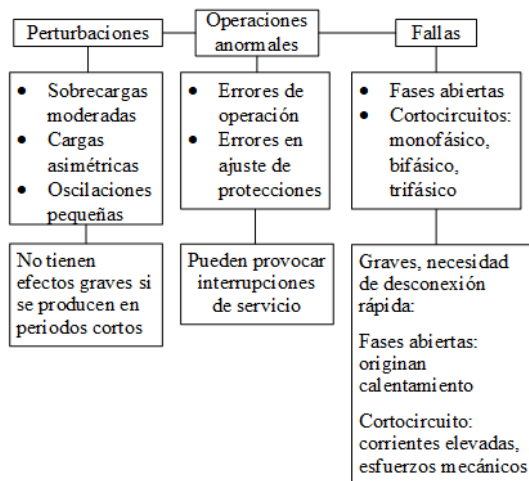 Perturbaciones
Operaciones
anormales
Fallas
• Sobrecargas
moderadas
• Cargas
asimétricas
• Oscilaciones
pequeñas
• Errores de
operación
• Errores en
ajuste de
protecciones
• Fases abiertas
• Cortocircuitos:
monofásico,
bifásico,
trifásico
No tienen
efectos graves si
se producen en
periodos cortos
Pueden provocar
interrupciones
de servicio
Graves, necesidad
de desconexión
rápida:
Fases abiertas:
originan
calentamiento
Cortocircuito:
corrientes elevadas,
esfuerzos mecánicos